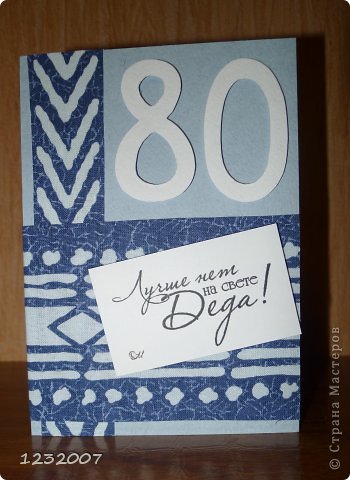 80
Лучше нет
на свете
Деда!
1232007
© Страна Мастеров